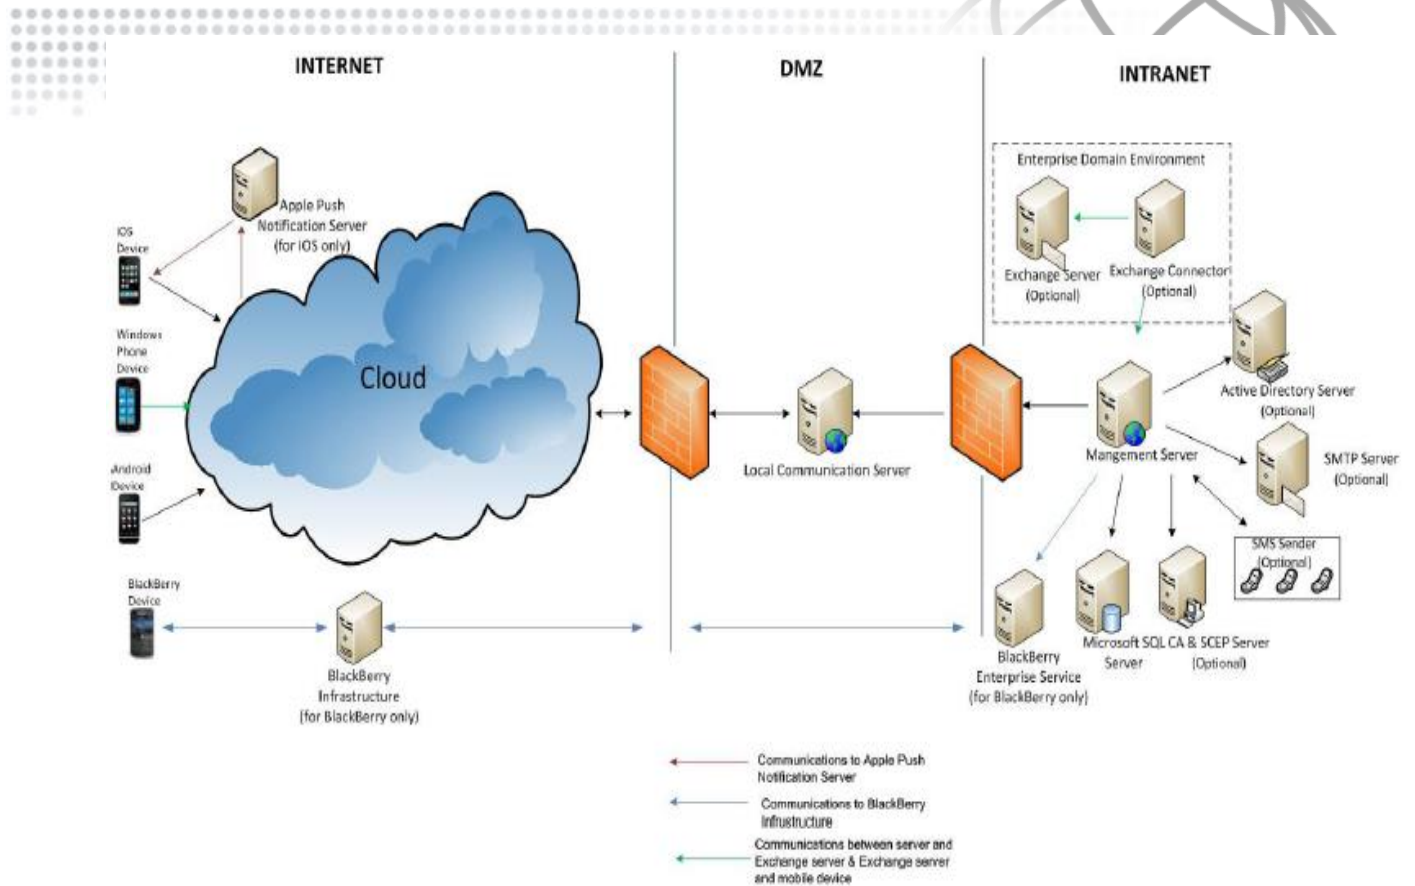 INTERNET
DMZ
INTRANET
Enterprise Domain Environment
Apple Push
Notification Server
(for iOS only)
iOS
Device
Exchange Server
(Optional)
Exchange Connector
(Optional)
Windows
Phone
Device
Cloud
Active Directory Server
(Optional)
Local Communication Server
Mangement Server
SMTP Server
(Optional)
Android
Device
SMS Sender
(Optional)
BlackBerry
Device
BlackBerry
Infrastructure
(for BlackBerry only)
BlackBerry
Enterprise Service
(for BlackBerry only)
Microsoft SQL
Server
CA & SCEP Server
(Optional)
Communications to Apple Push
Notification Server
Communications to BlackBerry
Infrustructure
Communications between server and
Exchange server & Exchange server
and mobile device